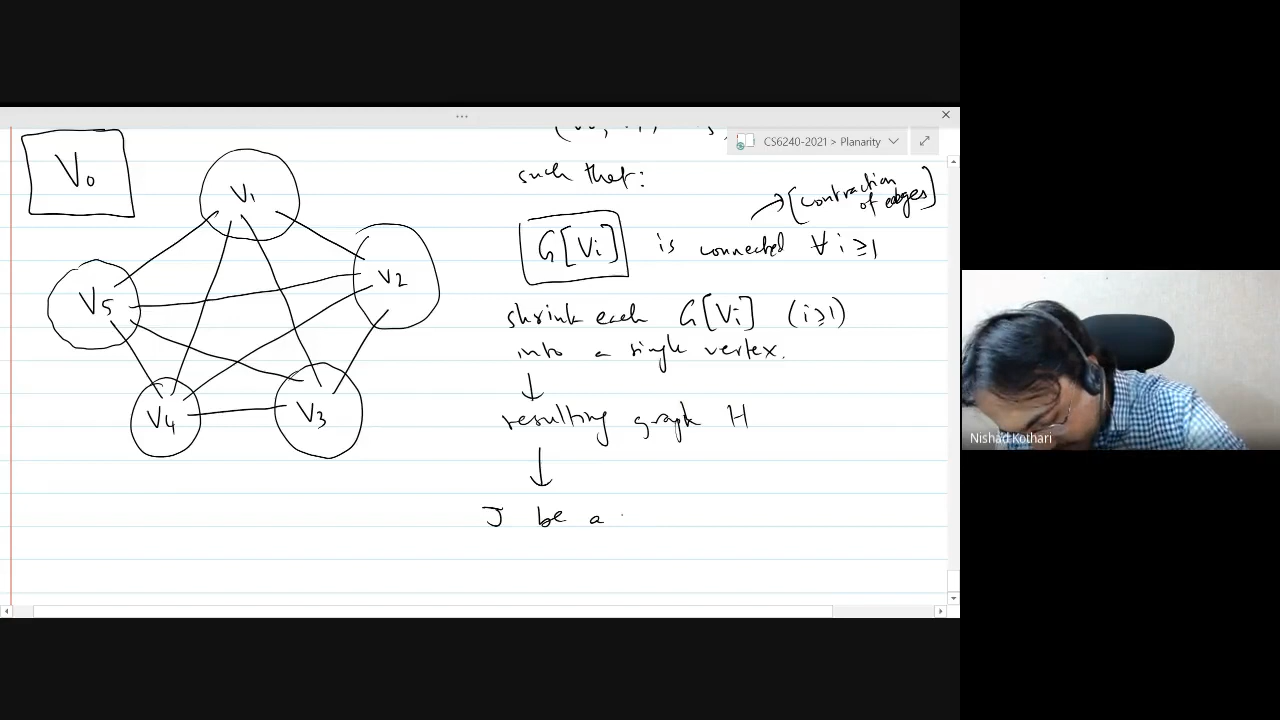 V0
V1
V2
V5
V4
V3
CS6240-2021 > Planarity
such that:
[contraction
of edges]
G[Vi] is connected ∀ i ≥ 1
shrink each G[Vi] (i ≥ 1)
into a single vertex.
↓
resulting graph H
↓
J be a
Nishad Kothari